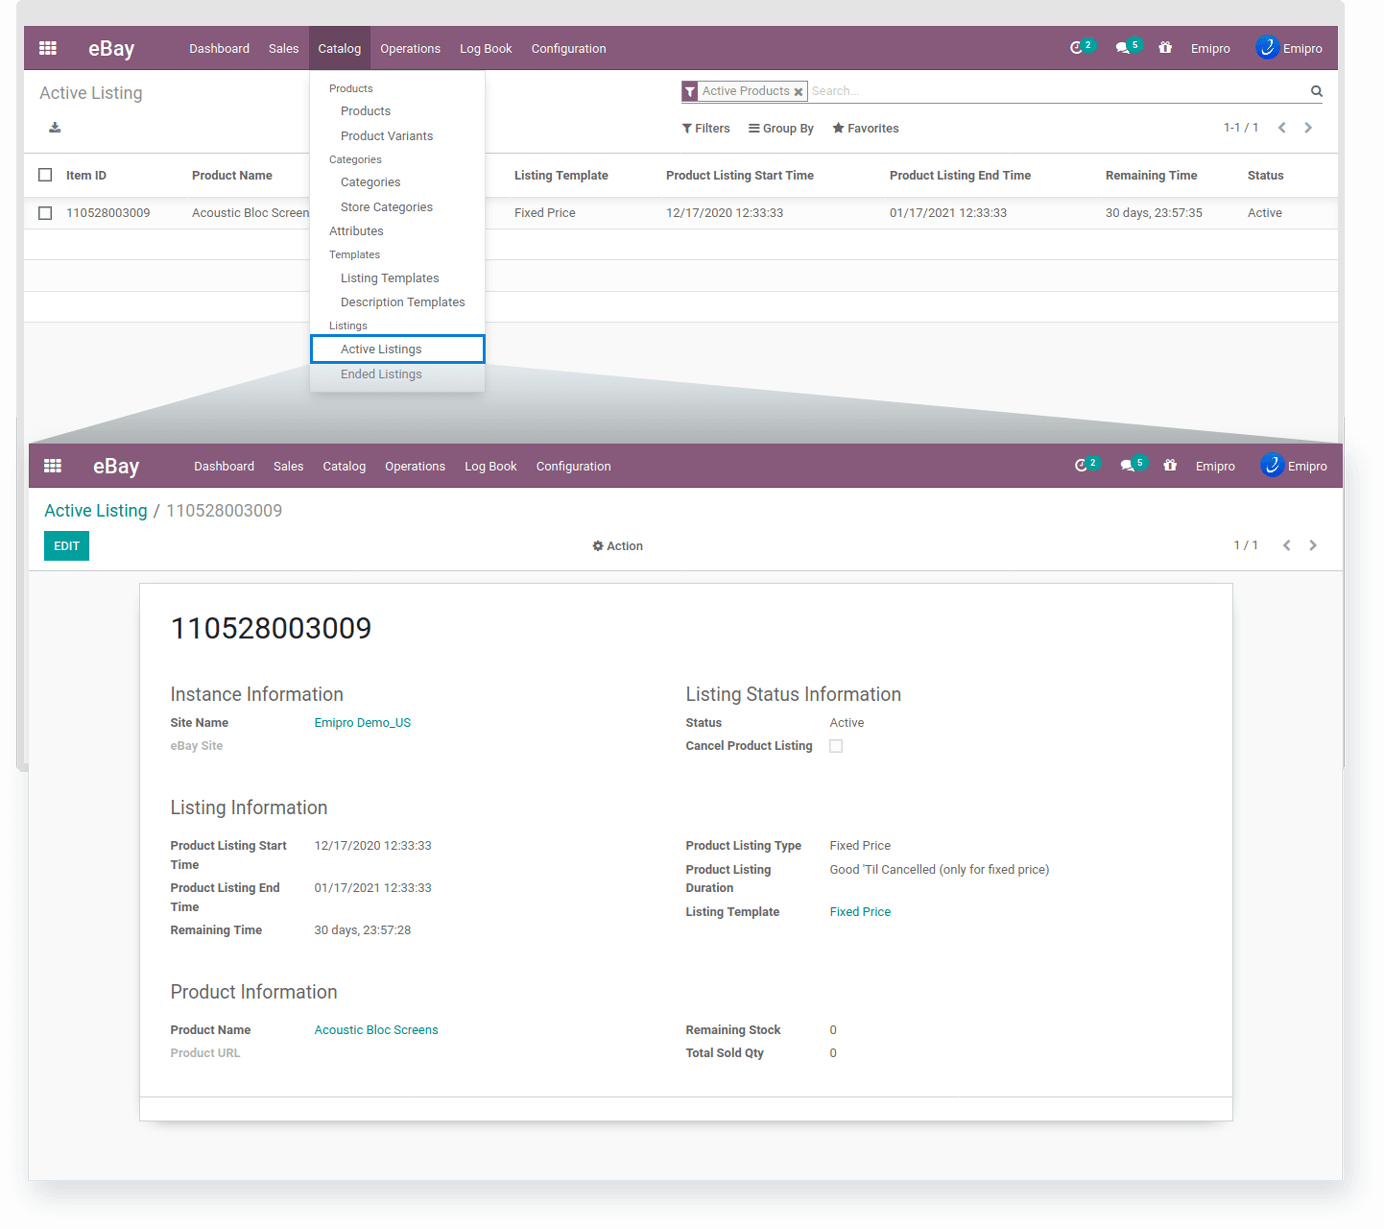 eBay Dashboard Sales Catalog Operations Log Book Configuration 2 5 Emipro Emipro
Active Listing
Active Products Search...
Filters Group By Favorites 1-1 / 1
Products
Products
Product Variants
Categories
Categories
Store Categories
Attributes
Templates
Listing Templates
Description Templates
Listings
Active Listings
Ended Listings
Item ID Product Name Listing Template Product Listing Start Time Product Listing End Time Remaining Time Status
110528003009 Acoustic Bloc Screen Fixed Price 12/17/2020 12:33:33 01/17/2021 12:33:33 30 days, 23:57:35 Active
eBay Dashboard Sales Catalog Operations Log Book Configuration 2 5 Emipro Emipro
Active Listing / 110528003009
EDIT Action 1 / 1
110528003009
Instance Information
Site Name Emipro Demo_US
eBay Site
Listing Status Information
Status Active
Cancel Product Listing
Listing Information
Product Listing Start 12/17/2020 12:33:33
Time
Product Listing End 01/17/2021 12:33:33
Time
Remaining Time 30 days, 23:57:28
Product Listing Type Fixed Price
Product Listing Good 'Til Cancelled (only for fixed price)
Duration
Listing Template Fixed Price
Product Information
Product Name Acoustic Bloc Screens
Product URL
Remaining Stock 0
Total Sold Qty 0